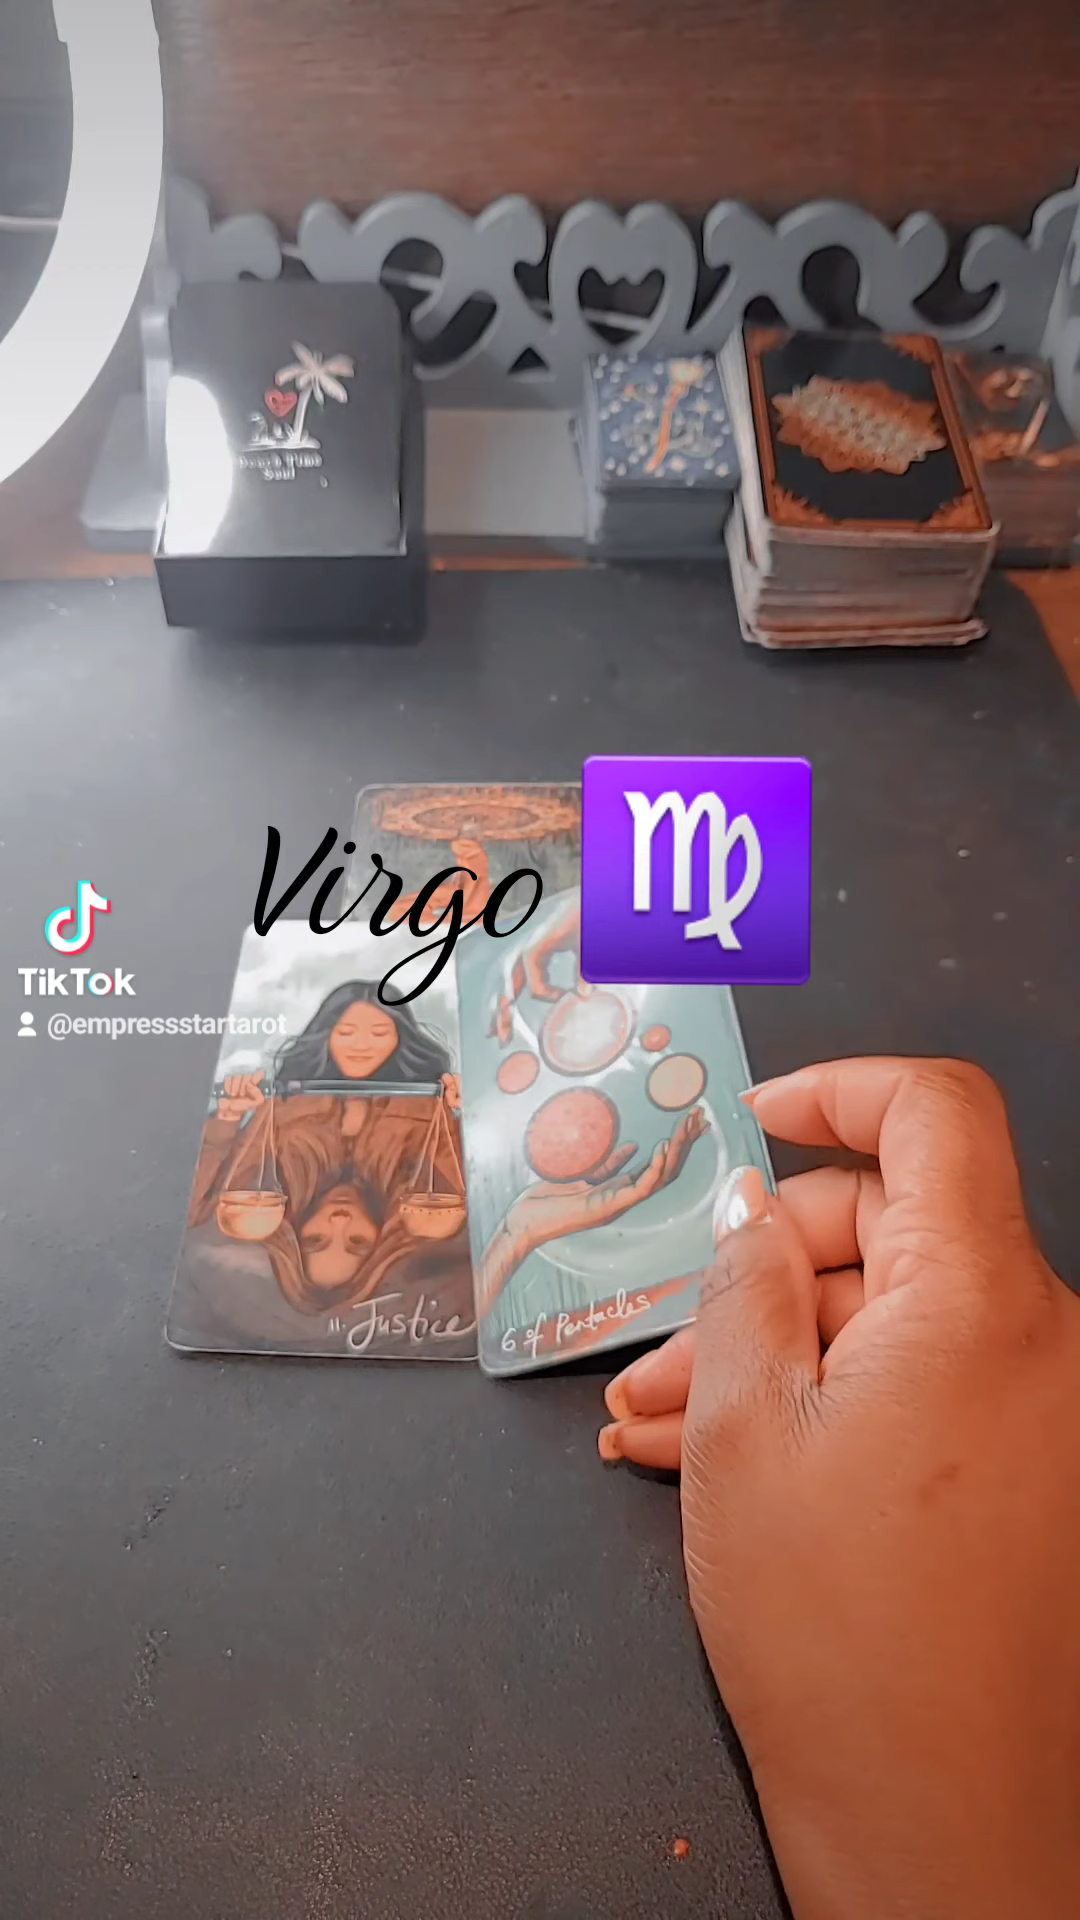 Virgo
TikTok
@empressstartarot
11. Justice
6 of Pentacles